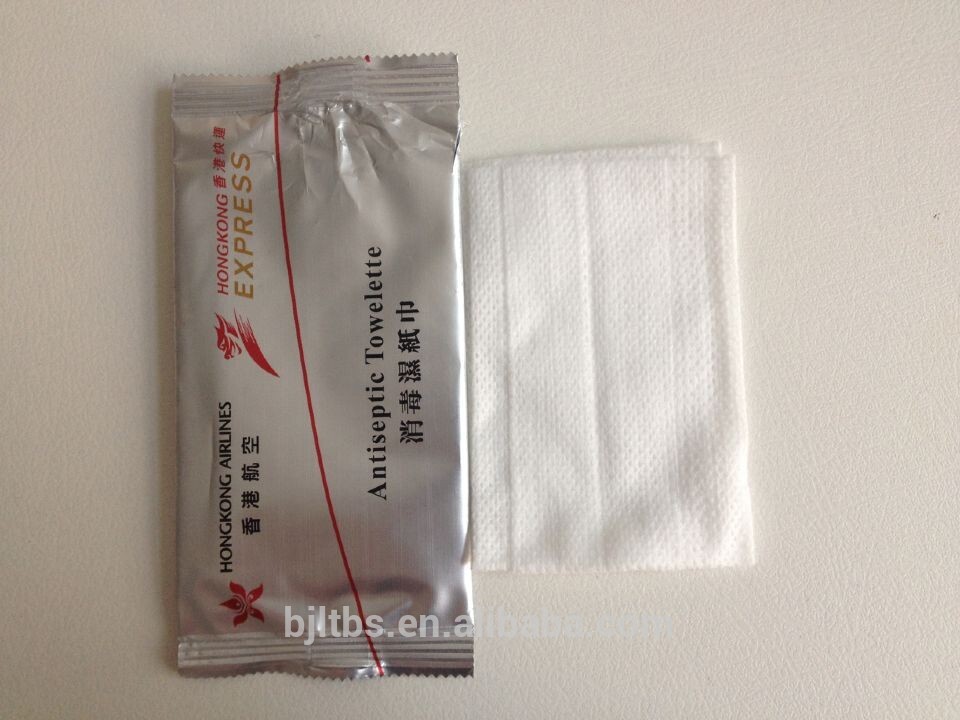 HONGKONG AIRLINES
香港航空
HONGKONG 香港快運
EXPRESS
Antiseptic Towelette
消毒濕紙巾
bjltbs.en.alibaba.com